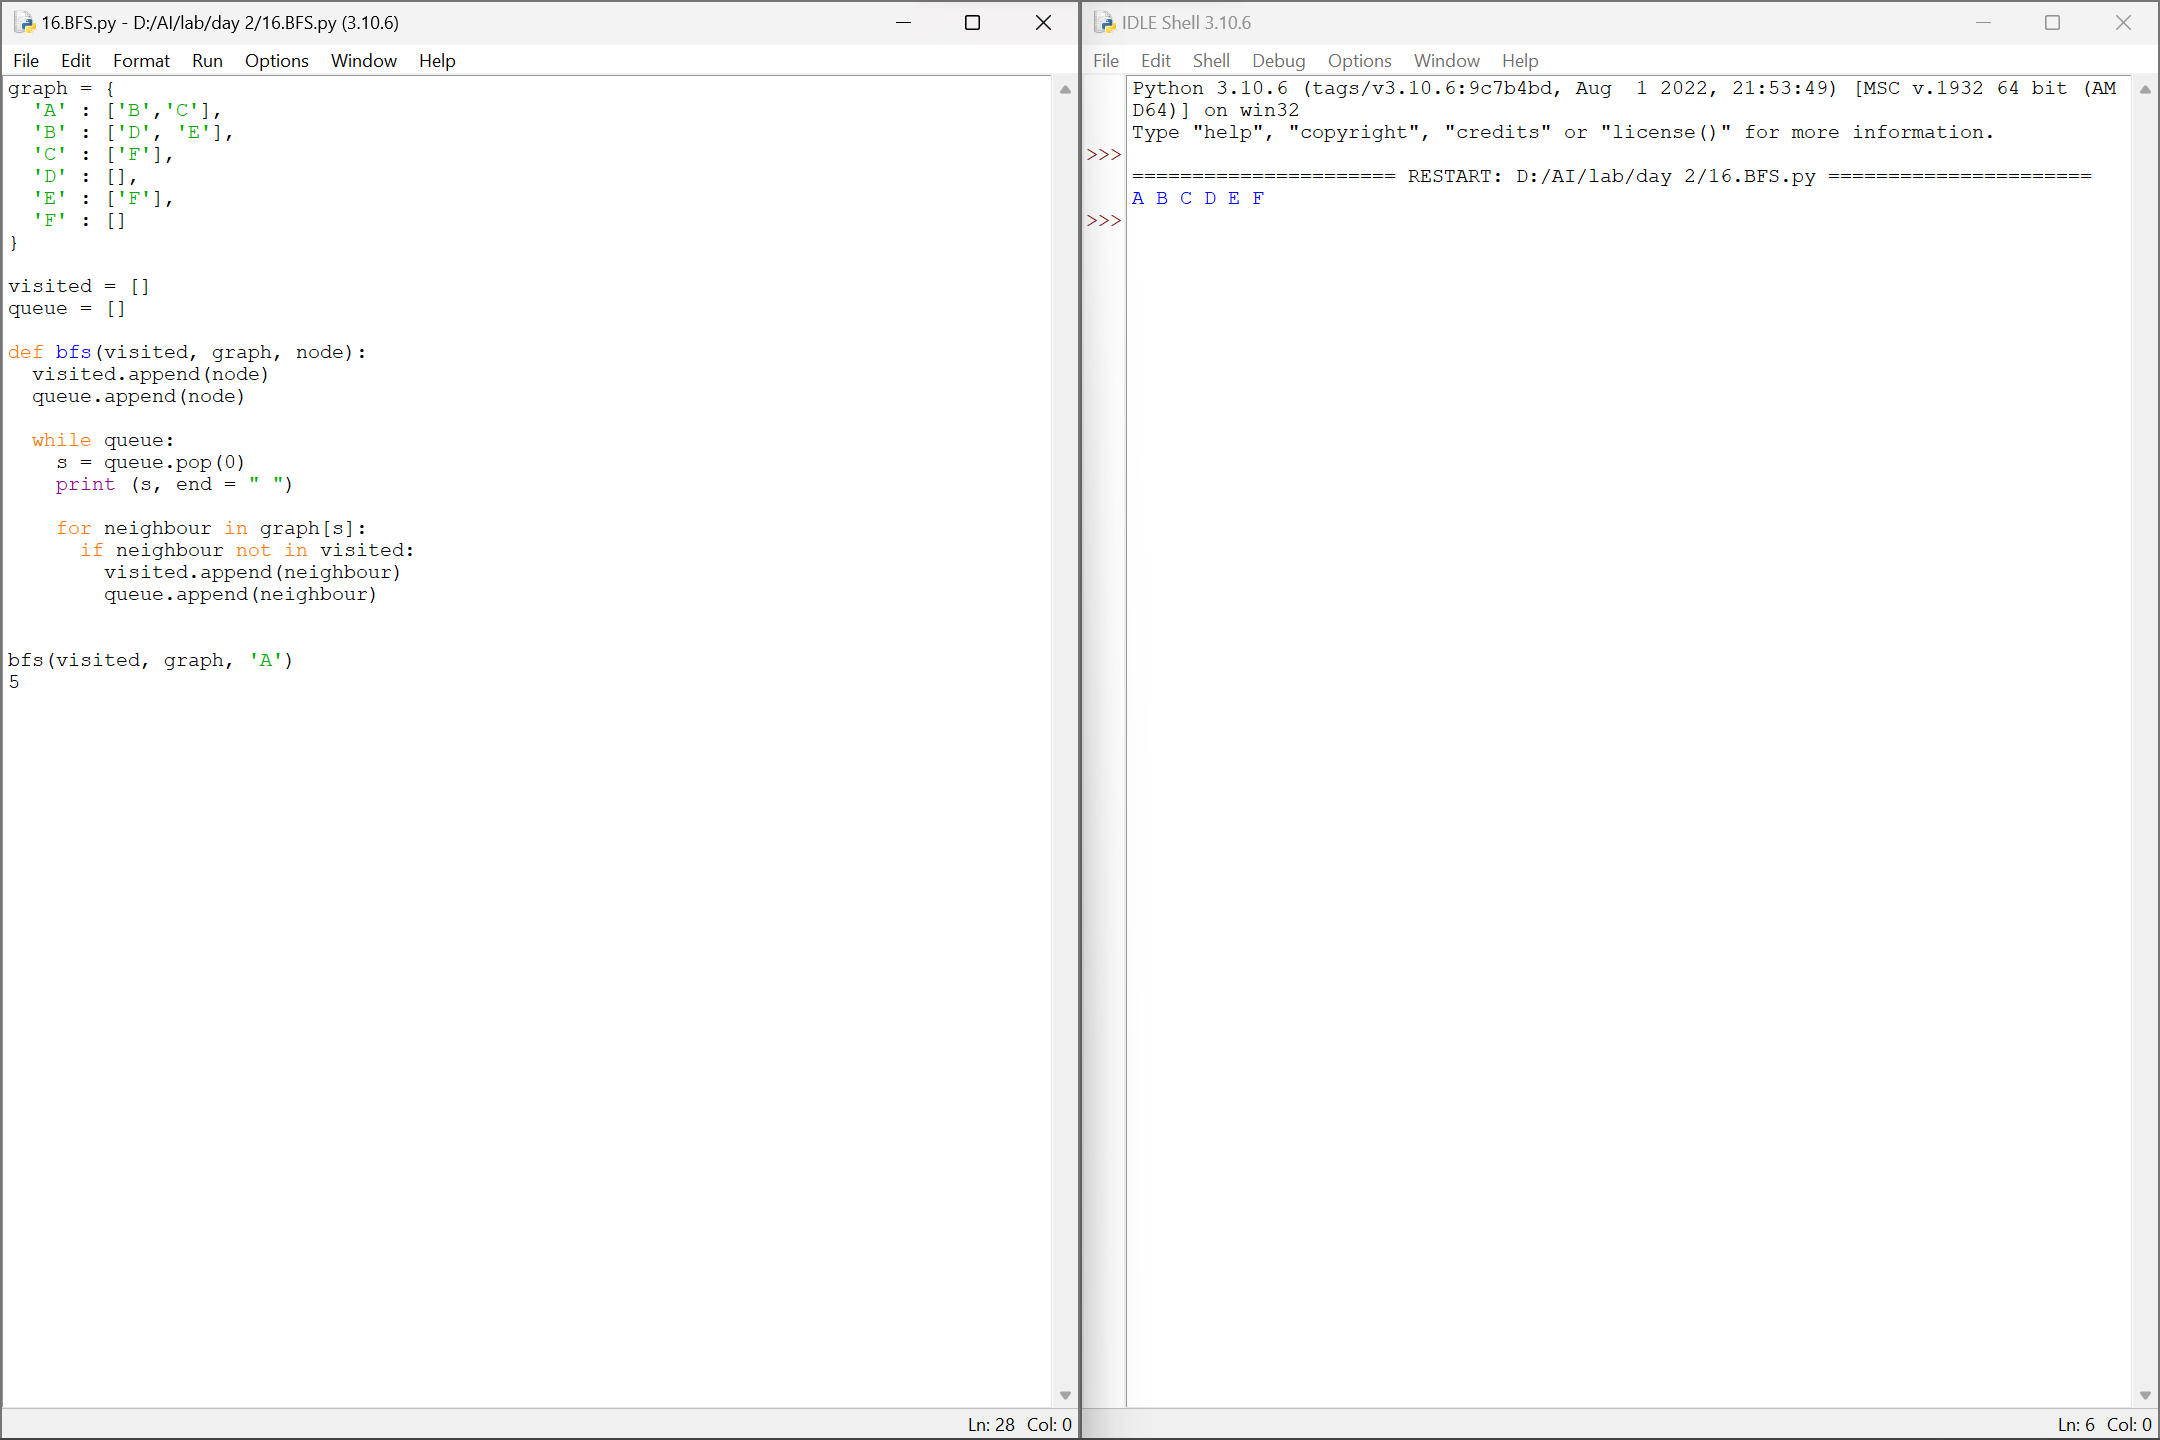 16.BFS.py - D:/AI/lab/day 2/16.BFS.py (3.10.6)
File Edit Format Run Options Window Help
graph = {
  'A' : ['B','C'],
  'B' : ['D', 'E'],
  'C' : ['F'],
  'D' : [],
  'E' : ['F'],
  'F' : []
}
visited = []
queue = []
def bfs(visited, graph, node):
  visited.append(node)
  queue.append(node)
  while queue:
    s = queue.pop(0)
    print (s, end = " ")
    for neighbour in graph[s]:
      if neighbour not in visited:
        visited.append(neighbour)
        queue.append(neighbour)
bfs(visited, graph, 'A')
5
Ln: 28 Col: 0
IDLE Shell 3.10.6
File Edit Shell Debug Options Window Help
Python 3.10.6 (tags/v3.10.6:9c7b4bd, Aug  1 2022, 21:53:49) [MSC v.1932 64 bit (AM
D64)] on win32
Type "help", "copyright", "credits" or "license()" for more information.
>>>
====================== RESTART: D:/AI/lab/day 2/16.BFS.py ======================
A B C D E F
>>>
Ln: 6 Col: 0